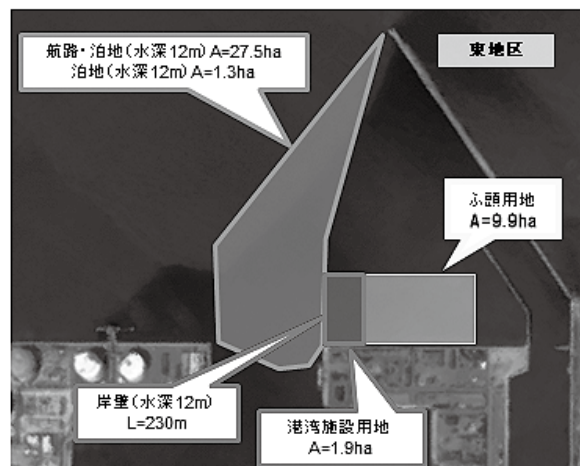 航路・泊地(水深12m) A=27.5ha
泊地(水深12m) A=1.3ha
東地区
ふ頭用地
A=9.9ha
岸壁(水深12m)
L=230m
港湾施設用地
A=1.9ha